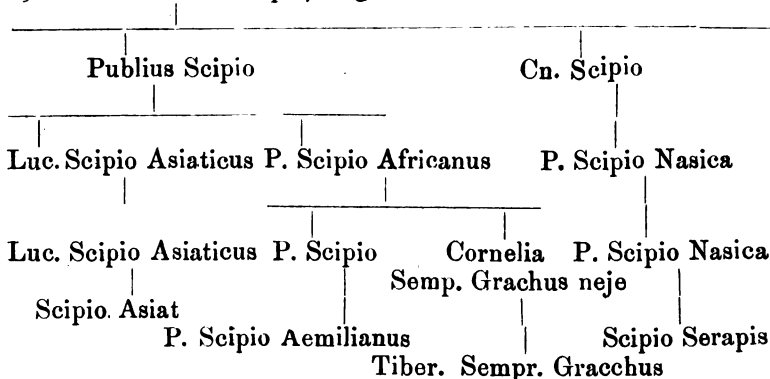 Publius Scipio Cn. Scipio
Luc. Scipio Asiaticus P. Scipio Africanus P. Scipio Nasica
Luc. Scipio Asiaticus P. Scipio Cornelia P. Scipio Nasica
Semp. Grachus neje
Scipio. Asiat
P. Scipio Aemilianus Scipio Serapis
Tiber. Sempr. Gracchus